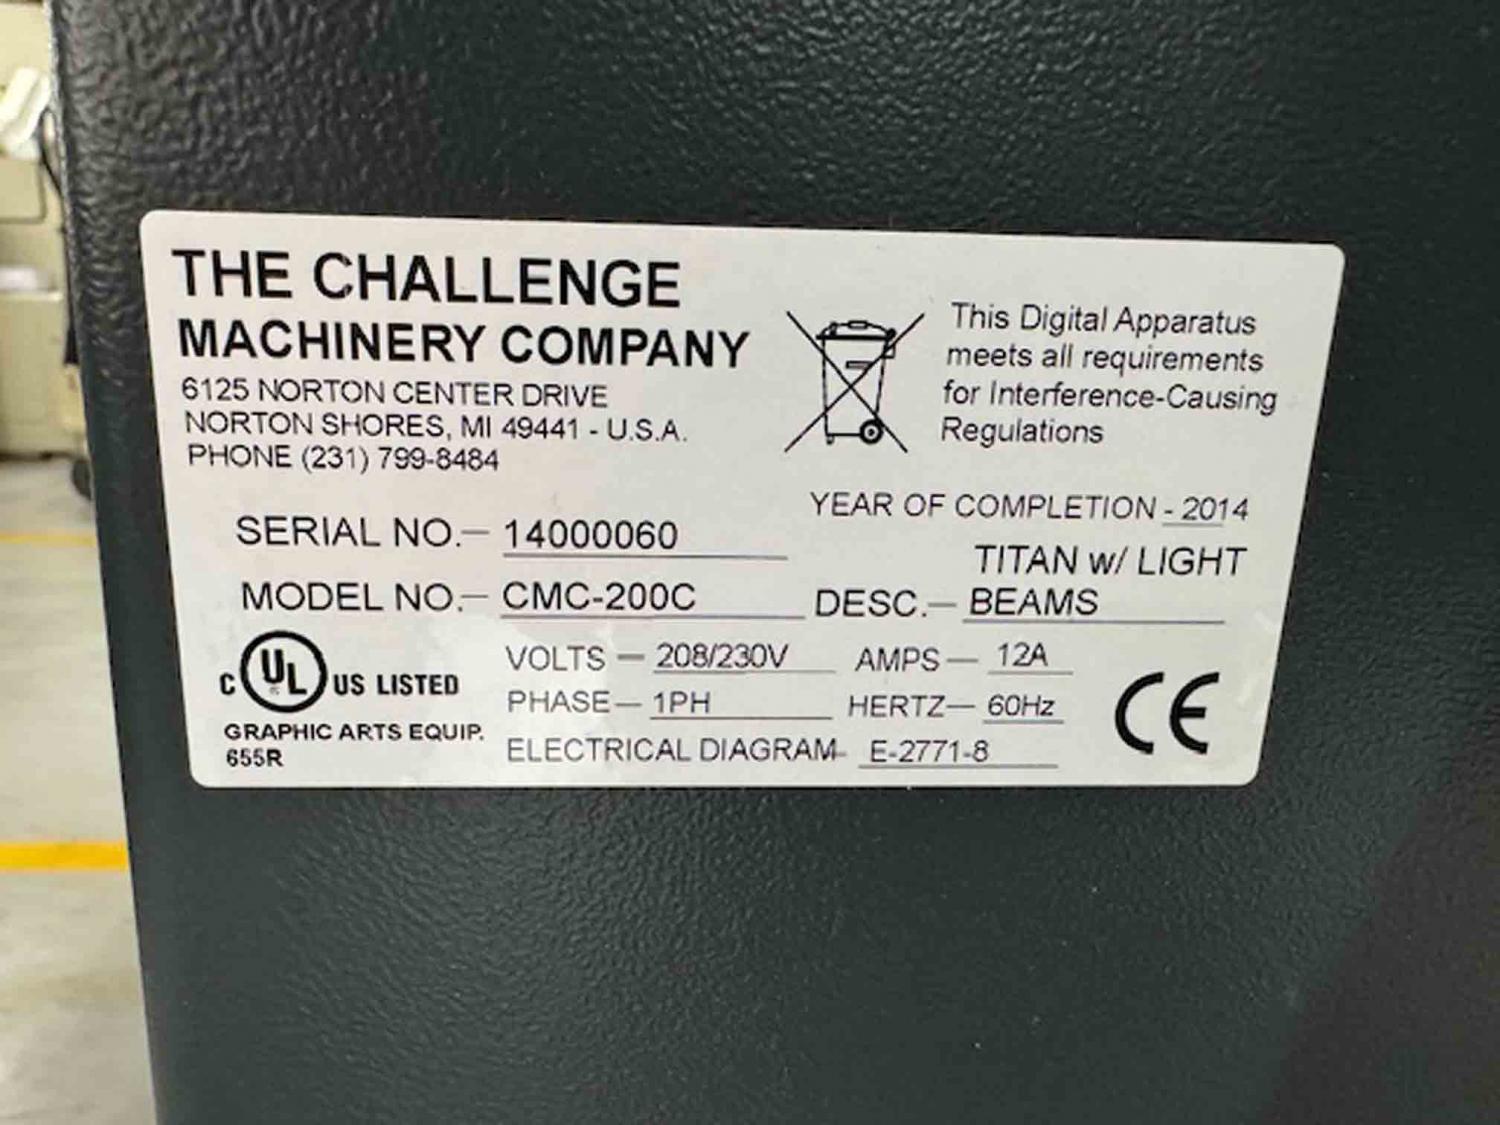 THE CHALLENGE
MACHINERY COMPANY
6125 NORTON CENTER DRIVE
NORTON SHORES, MI 49441 - U.S.A.
PHONE (231) 799-8484
This Digital Apparatus
meets all requirements
for Interference-Causing
Regulations
YEAR OF COMPLETION - 2014
SERIAL NO.- 14000060
MODEL NO.- CMC-200C
TITAN w/ LIGHT
DESC.- BEAMS
C UL US LISTED
GRAPHIC ARTS EQUIP.
655R
VOLTS - 208/230V AMPS- 12A
PHASE- 1PH HERTZ- 60Hz
ELECTRICAL DIAGRAM- E-2771-8
CE